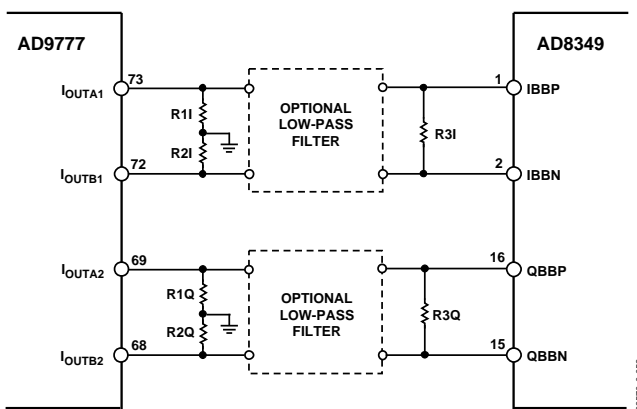 AD9777
AD8349
IOUTA1
73
R1I
R2I
72
IOUTB1
OPTIONAL
LOW-PASS
FILTER
R3I
1
IBBP
2
IBBN
IOUTA2
69
R1Q
R2Q
68
IOUTB2
OPTIONAL
LOW-PASS
FILTER
R3Q
16
QBBP
15
QBBN